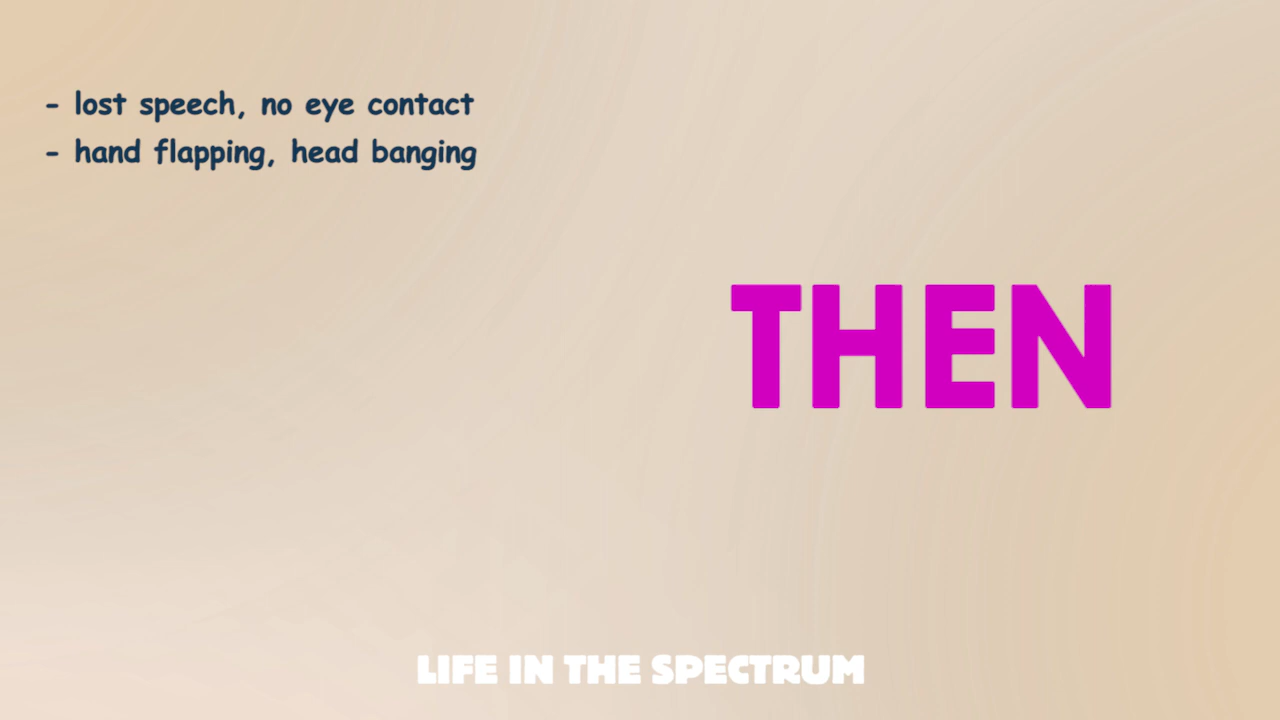 - lost speech, no eye contact
- hand flapping, head banging
THEN
LIFE IN THE SPECTRUM